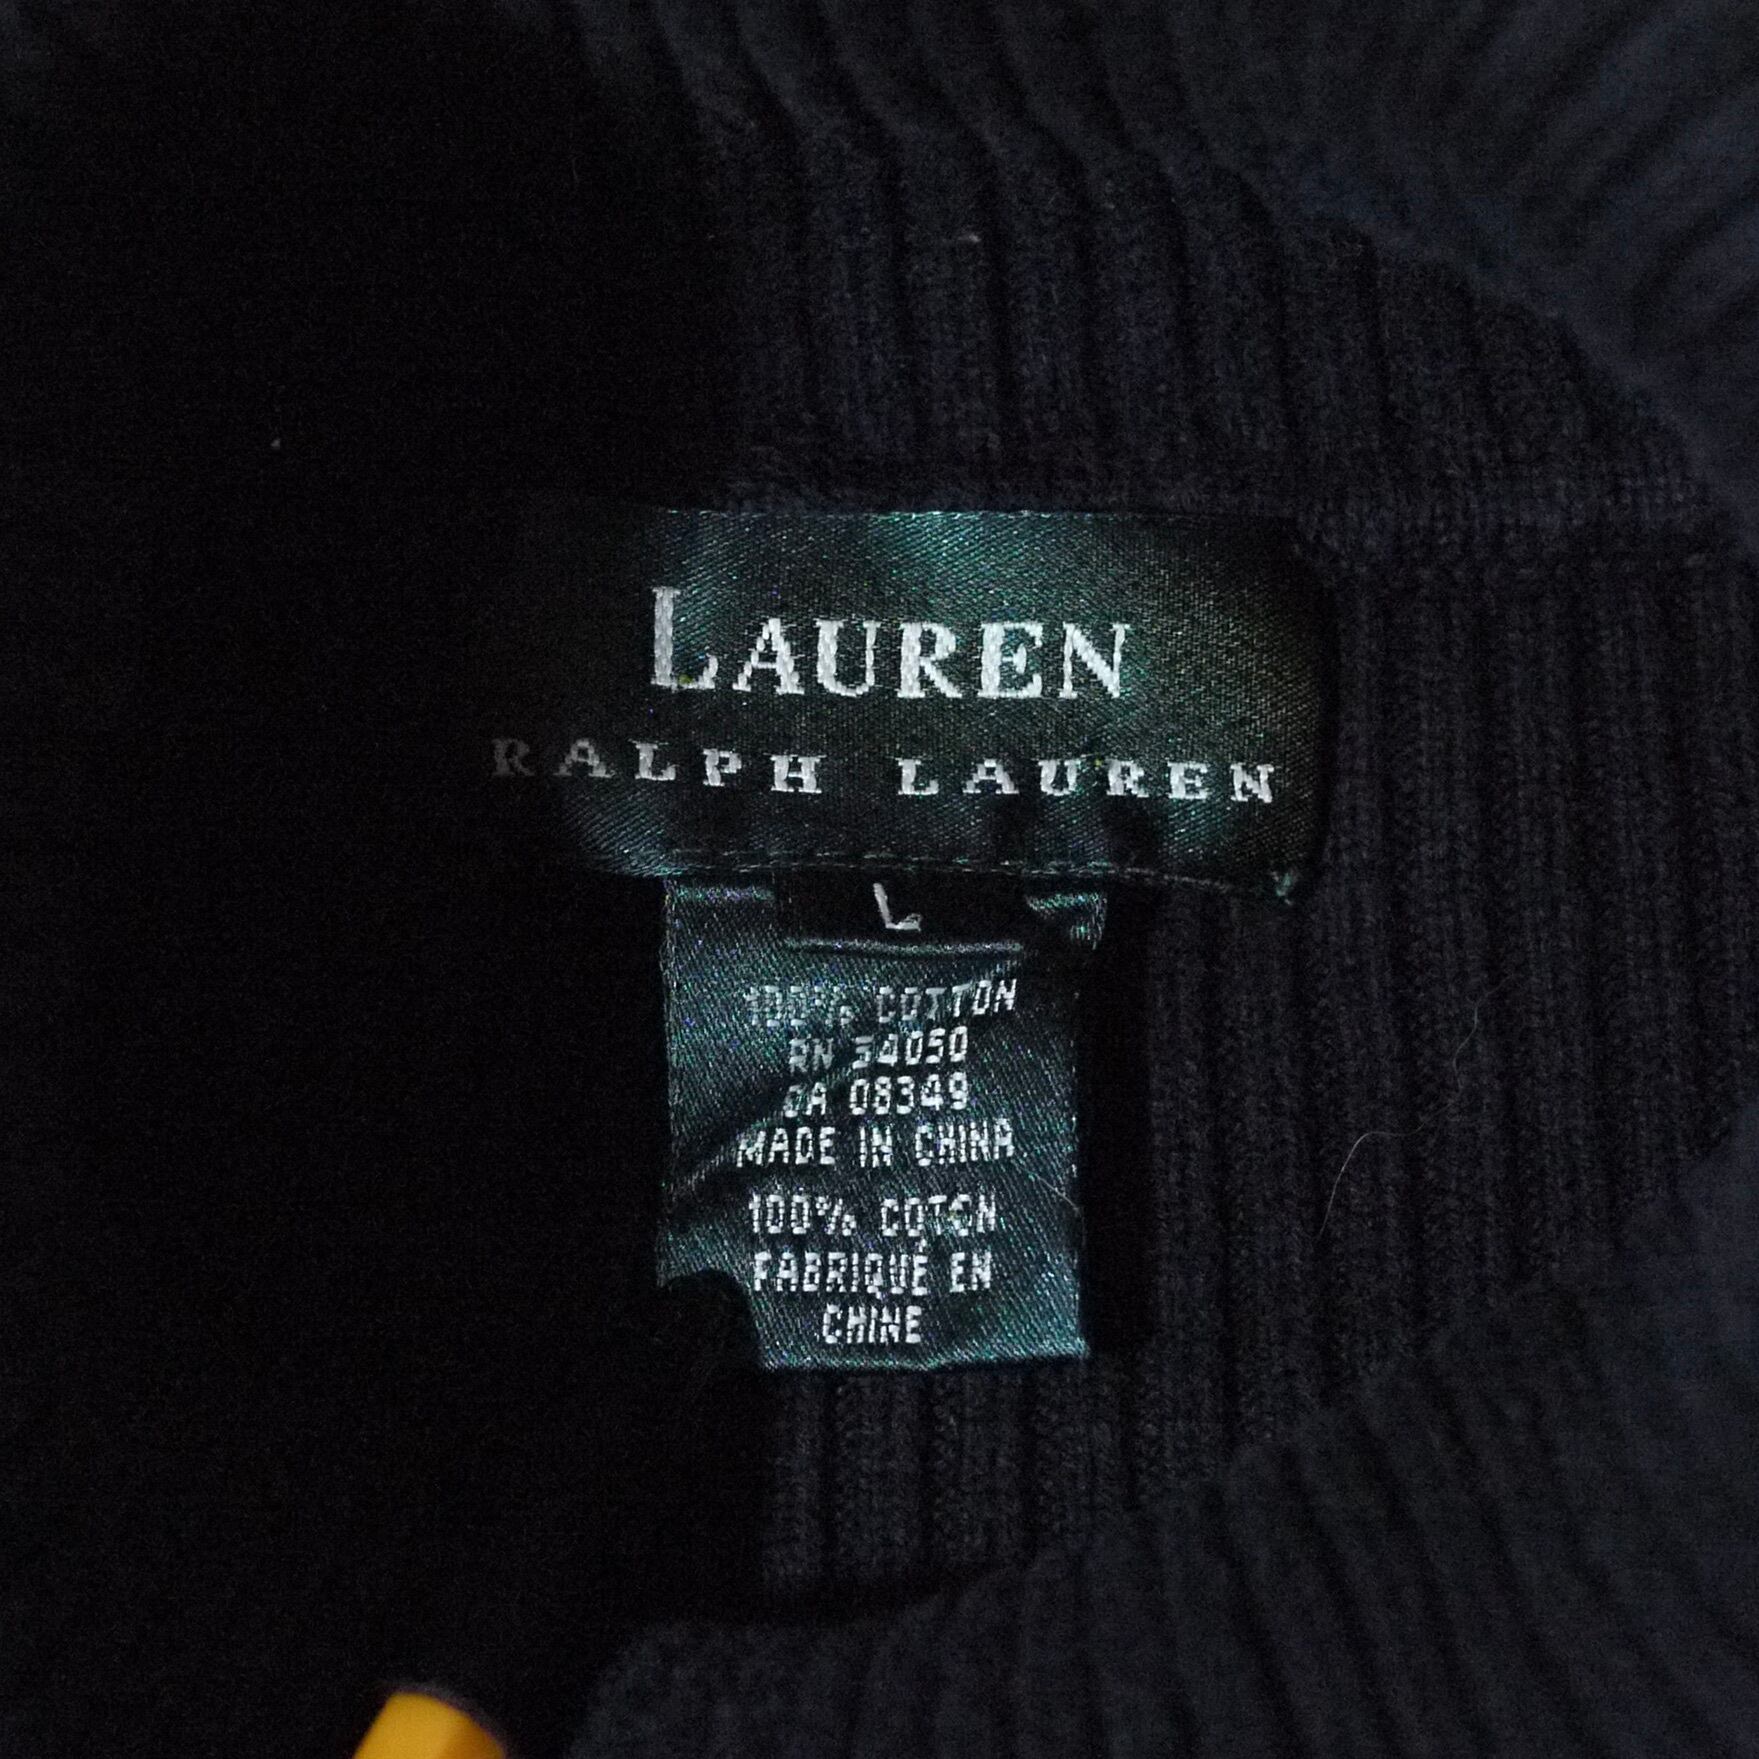 LAUREN
RALPH LAUREN
L
100% COTTON
RN 54050
CA 08349
MADE IN CHINA
100% COTON
FABRIQUÉ EN
CHINE